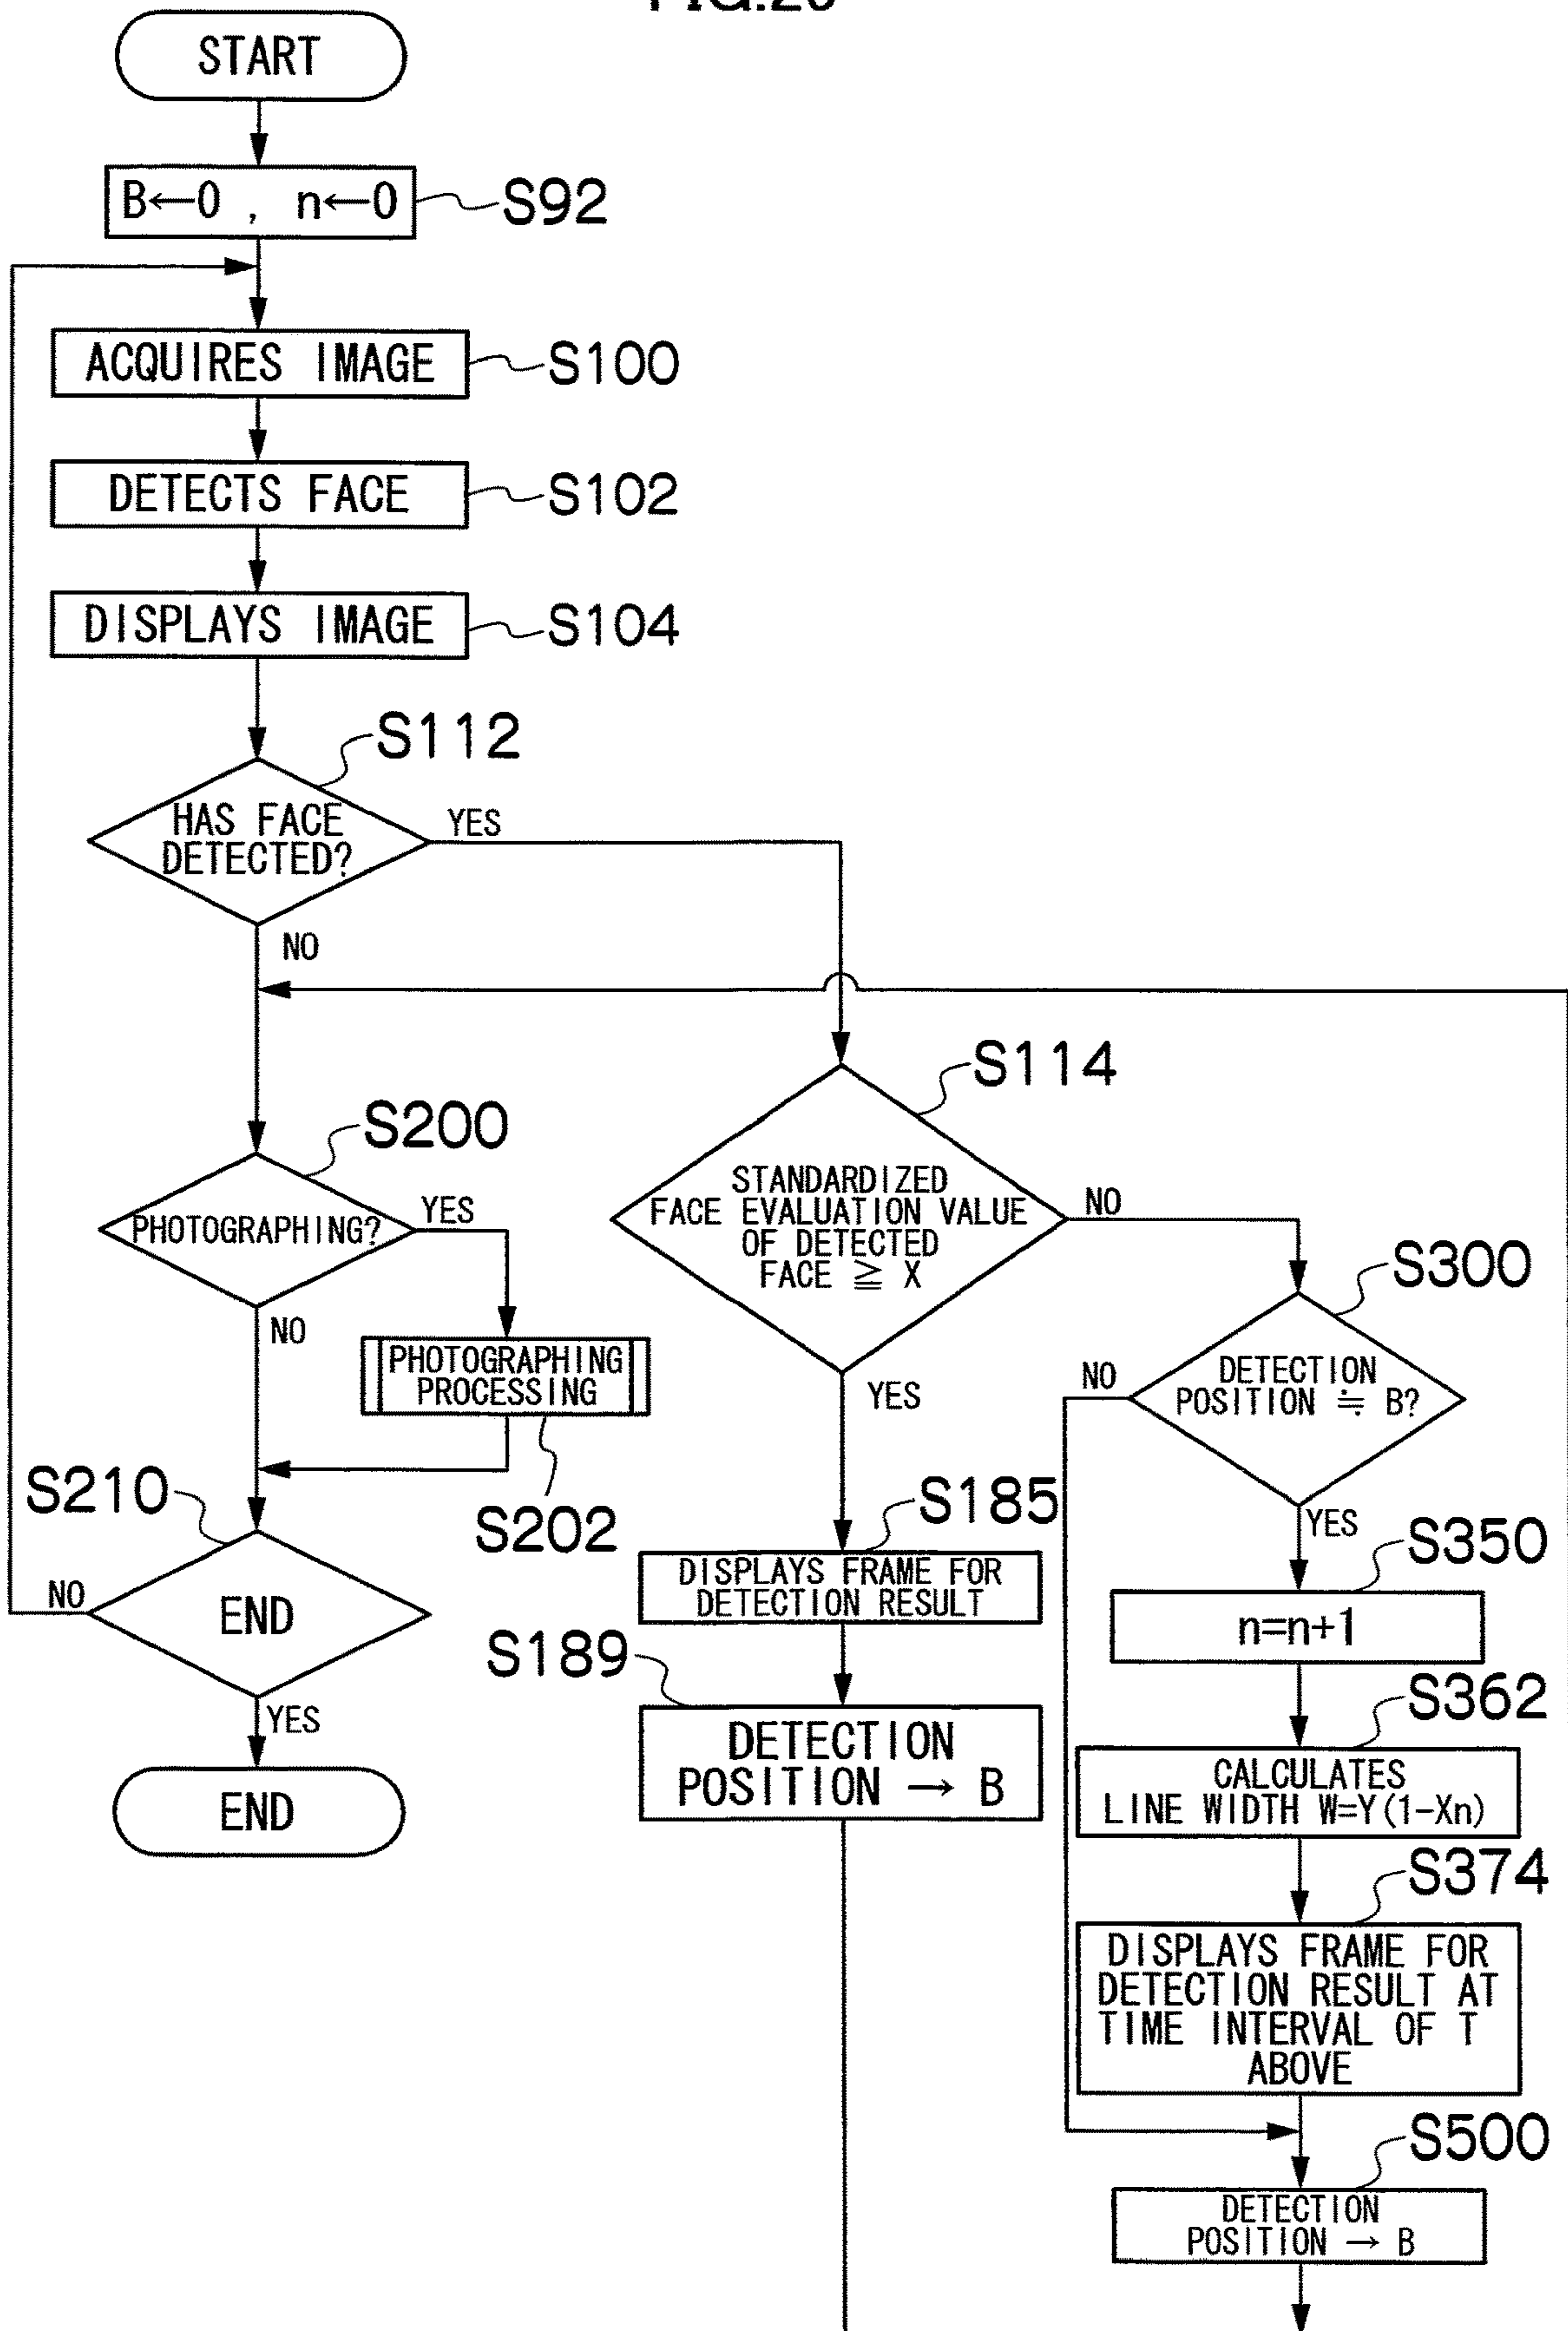 START
B←0 , n←0
S92
ACQUIRES IMAGE
S100
DETECTS FACE
S102
DISPLAYS IMAGE
S104
S112
HAS FACE
DETECTED?
YES
NO
S114
STANDARDIZED
FACE EVALUATION VALUE
OF DETECTED
FACE ≧ X
NO
YES
S200
PHOTOGRAPHING?
YES
NO
PHOTOGRAPHING
PROCESSING
S202
S210
END
NO
YES
END
S185
DISPLAYS FRAME FOR
DETECTION RESULT
S189
DETECTION
POSITION → B
S300
DETECTION
POSITION ≒ B?
NO
YES
S350
n=n+1
S362
CALCULATES
LINE WIDTH W=Y(1-Xn)
S374
DISPLAYS FRAME FOR
DETECTION RESULT AT
TIME INTERVAL OF T
ABOVE
S500
DETECTION
POSITION → B